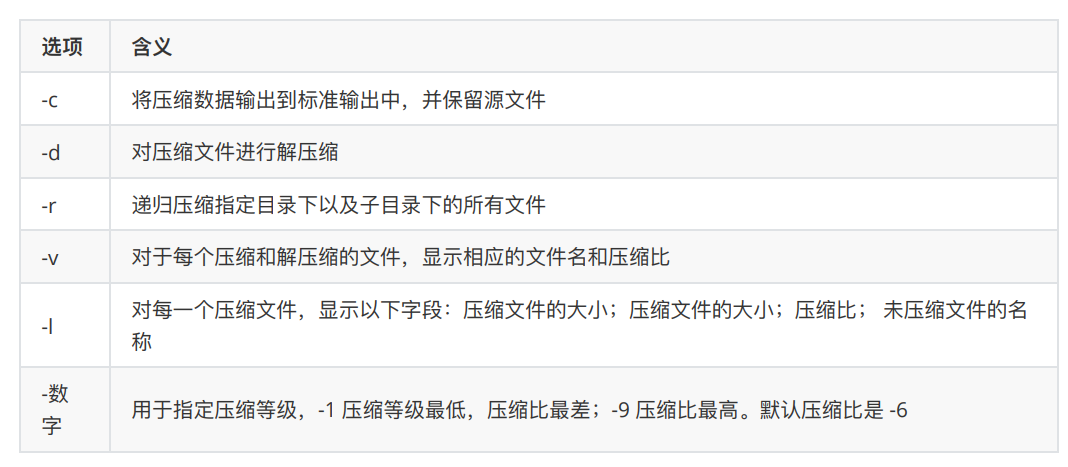 选项 含义
-c 将压缩数据输出到标准输出中，并保留源文件
-d 对压缩文件进行解压缩
-r 递归压缩指定目录下以及子目录下的所有文件
-v 对于每个压缩和解压缩的文件，显示相应的文件名和压缩比
-l 对每一个压缩文件，显示以下字段：压缩文件的大小；压缩文件的大小；压缩比； 未压缩文件的名
称
-数
字
用于指定压缩等级，-1 压缩等级最低，压缩比最差；-9 压缩比最高。默认压缩比是 -6